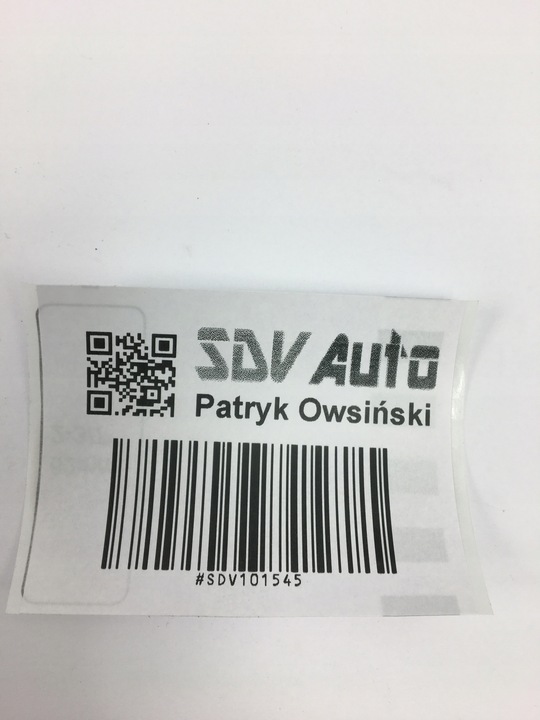 SDV Auto
Patryk Owsiński
#SDV101545